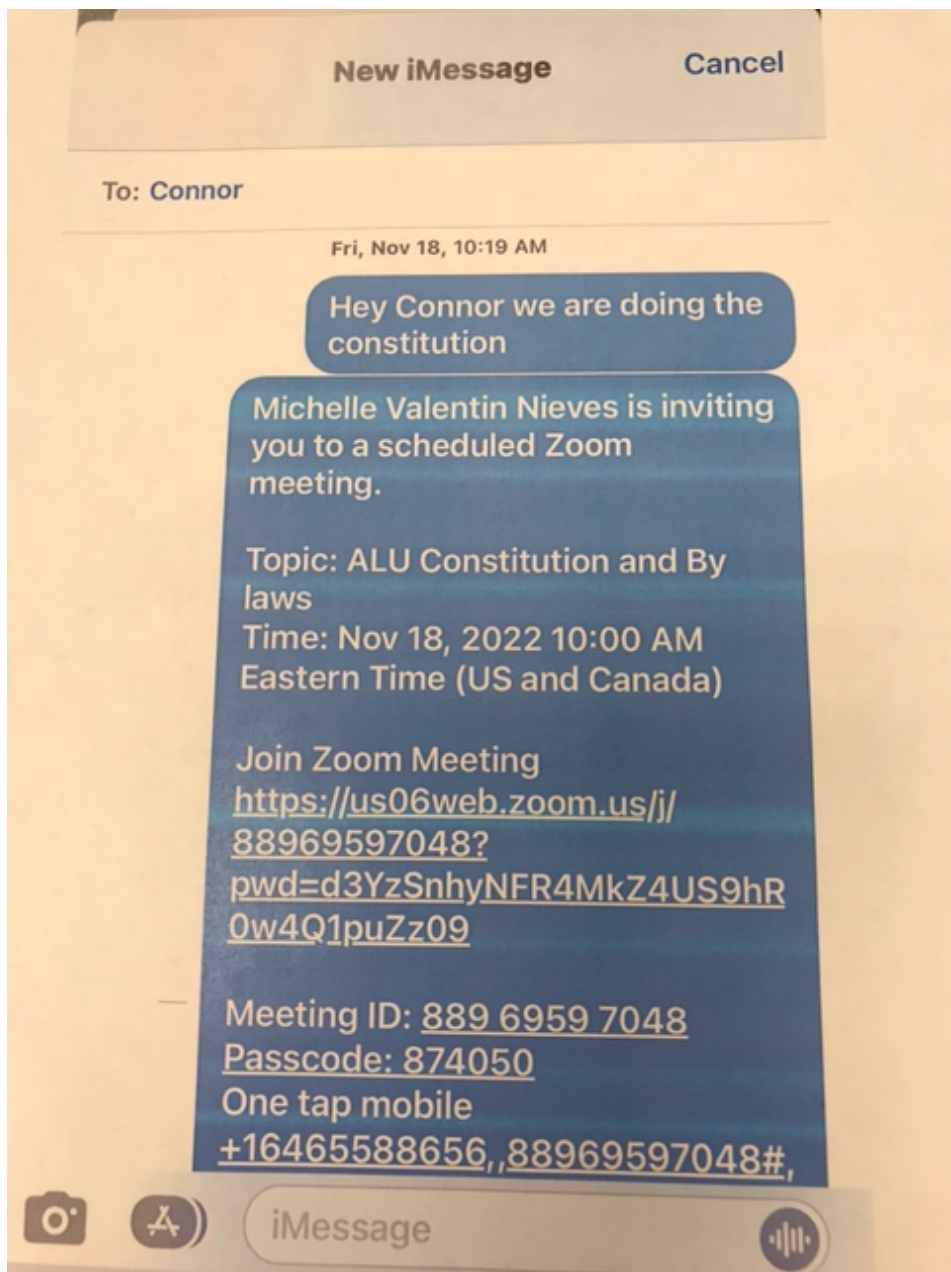 New iMessage
Cancel
To: Connor
Fri, Nov 18, 10:19 AM
Hey Connor we are doing the
constitution
Michelle Valentin Nieves is inviting
you to a scheduled Zoom
meeting.
Topic: ALU Constitution and By
laws
Time: Nov 18, 2022 10:00 AM
Eastern Time (US and Canada)
Join Zoom Meeting
https://us06web.zoom.us/j/
88969597048?
pwd=d3YzSnhyNFR4MkZ4US9hR
0w4Q1puZz09
Meeting ID: 889 6959 7048
Passcode: 874050
One tap mobile
+16465588656,,88969597048#,
iMessage